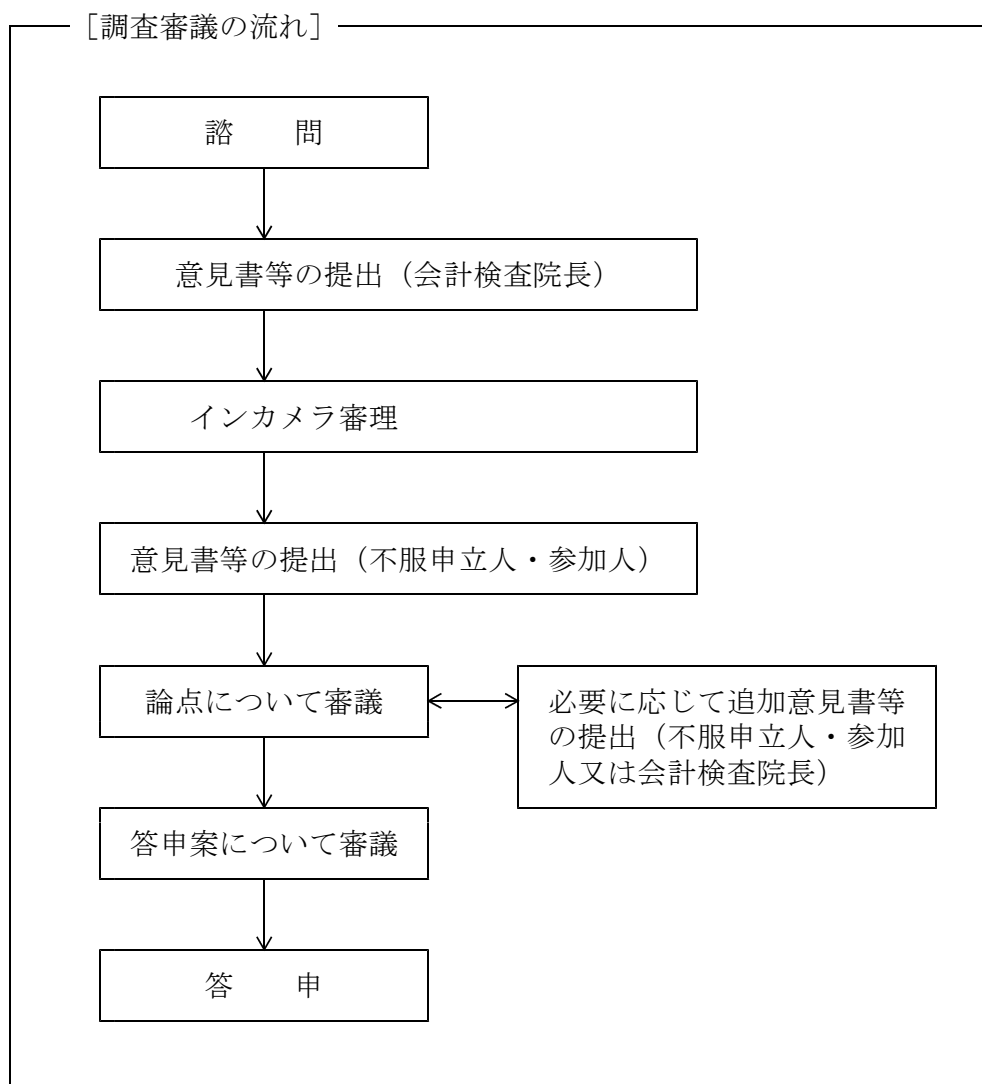 ［調査審議の流れ］
諮　　問
意見書等の提出（会計検査院長）
インカメラ審理
意見書等の提出（不服申立人・参加人）
論点について審議
必要に応じて追加意見書等
の提出（不服申立人・参加
人又は会計検査院長）
答申案について審議
答　　申